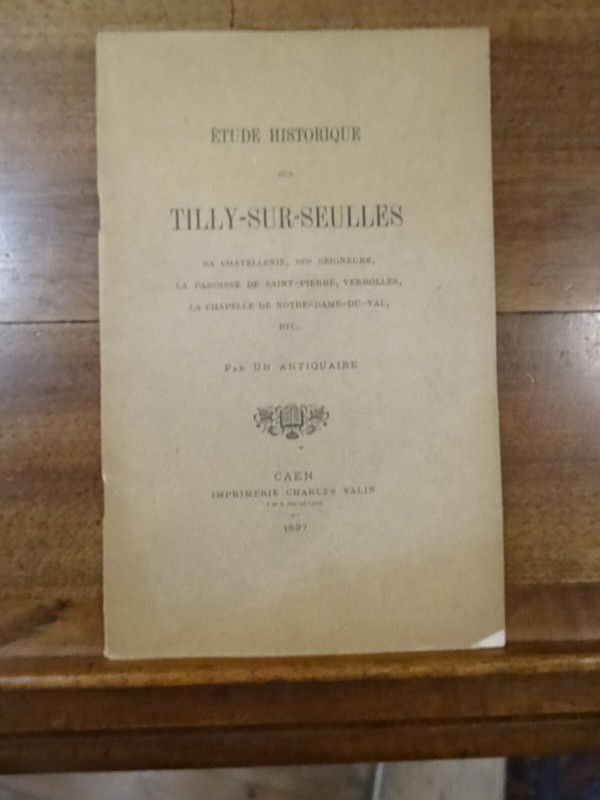 ÉTUDE HISTORIQUE
SUR
TILLY-SUR-SEULLES
SA CHATELLENIE, SES SEIGNEURS,
LA PAROISSE DE SAINT-PIERRE, VERROLLES,
LA CHAPELLE DE NOTRE-DAME-DU-VAL,
ETC.
PAR UN ANTIQUAIRE
CAEN
IMPRIMERIE CHARLES VALIN
1897